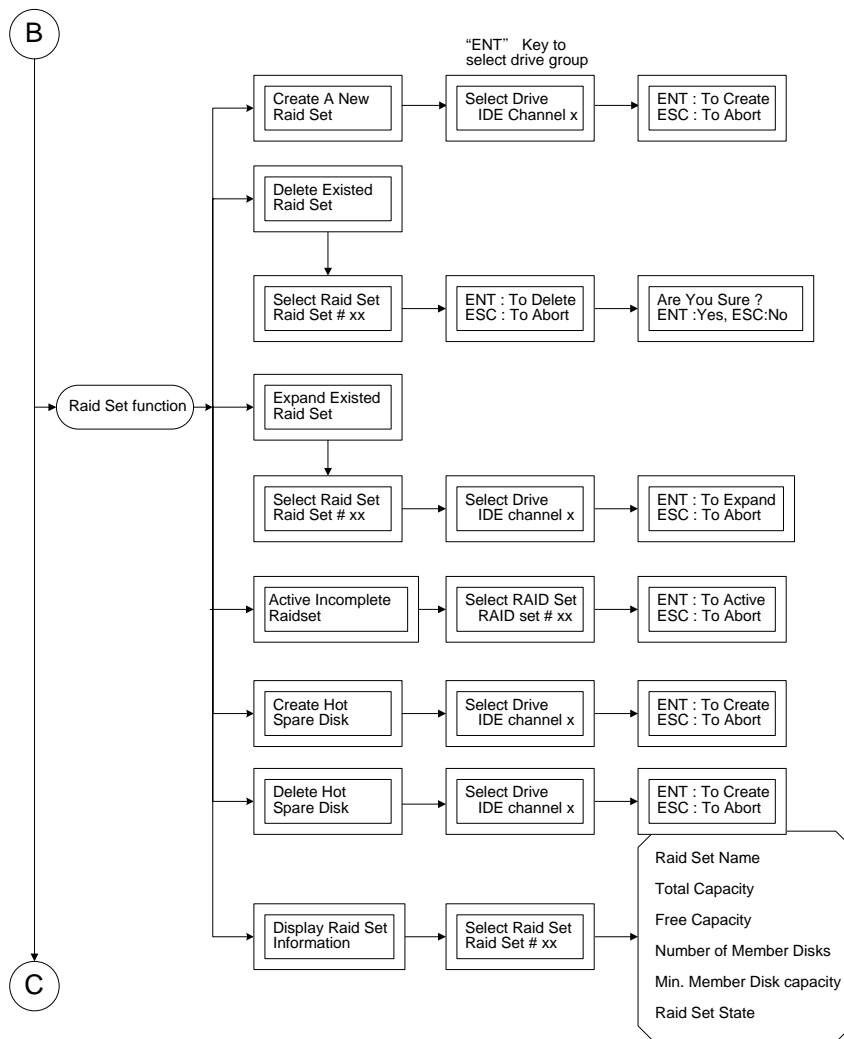 B
“ENT” Key to
select drive group
Create A New
Raid Set
Select Drive
IDE Channel x
ENT : To Create
ESC : To Abort
Delete Existed
Raid Set
Select Raid Set
Raid Set # xx
ENT : To Delete
ESC : To Abort
Are You Sure ?
ENT :Yes, ESC:No
Raid Set function
Expand Existed
Raid Set
Select Raid Set
Raid Set # xx
Select Drive
IDE channel x
ENT : To Expand
ESC : To Abort
Active Incomplete
Raidset
Select RAID Set
RAID set # xx
ENT : To Active
ESC : To Abort
Create Hot
Spare Disk
Select Drive
IDE channel x
ENT : To Create
ESC : To Abort
Delete Hot
Spare Disk
Select Drive
IDE channel x
ENT : To Create
ESC : To Abort
Display Raid Set
Information
Select Raid Set
Raid Set # xx
Raid Set Name
Total Capacity
Free Capacity
Number of Member Disks
Min. Member Disk capacity
Raid Set State
C